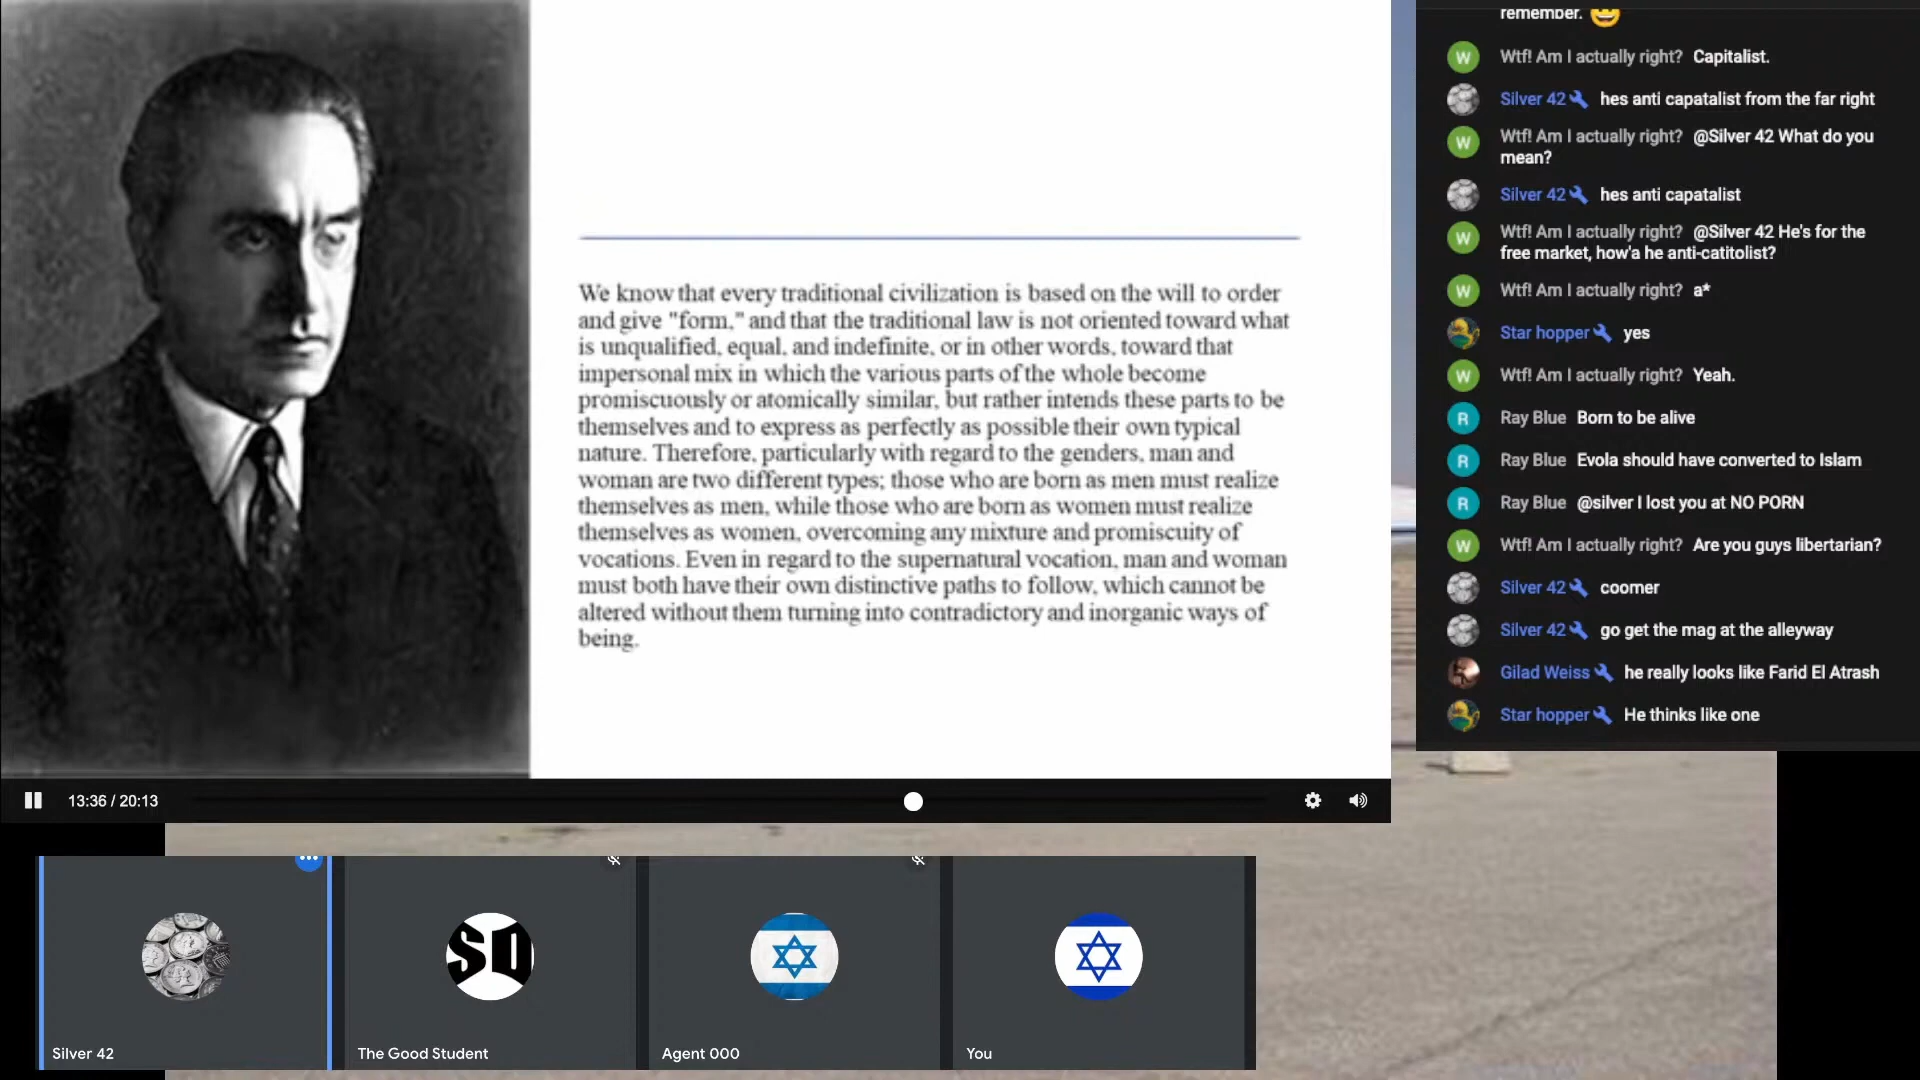 We know that every traditional civilization is based on the will to order
and give "form," and that the traditional law is not oriented toward what
is unqualified, equal, and indefinite, or in other words, toward that
impersonal mix in which the various parts of the whole become
promiscuously or atomically similar, but rather intends these parts to be
themselves and to express as perfectly as possible their own typical
nature. Therefore, particularly with regard to the genders, man and
woman are two different types; those who are born as men must realize
themselves as men, while those who are born as women must realize
themselves as women, overcoming any mixture and promiscuity of
vocations. Even in regard to the supernatural vocation, man and woman
must both have their own distinctive paths to follow, which cannot be
altered without them turning into contradictory and inorganic ways of
being.
13:36 / 20:13
remember.
W Wtf! Am I actually right? Capitalist.
Silver 42 hes anti capatalist from the far right
W Wtf! Am I actually right? @Silver 42 What do you
mean?
Silver 42 hes anti capatalist
W Wtf! Am I actually right? @Silver 42 He's for the
free market, how'a he anti-catitolist?
W Wtf! Am I actually right? a*
Star hopper yes
W Wtf! Am I actually right? Yeah.
R Ray Blue Born to be alive
R Ray Blue Evola should have converted to Islam
R Ray Blue @silver I lost you at NO PORN
W Wtf! Am I actually right? Are you guys libertarian?
Silver 42 coomer
Silver 42 go get the mag at the alleyway
Gilad Weiss he really looks like Farid El Atrash
Star hopper He thinks like one
SD
Silver 42
The Good Student
Agent 000
You